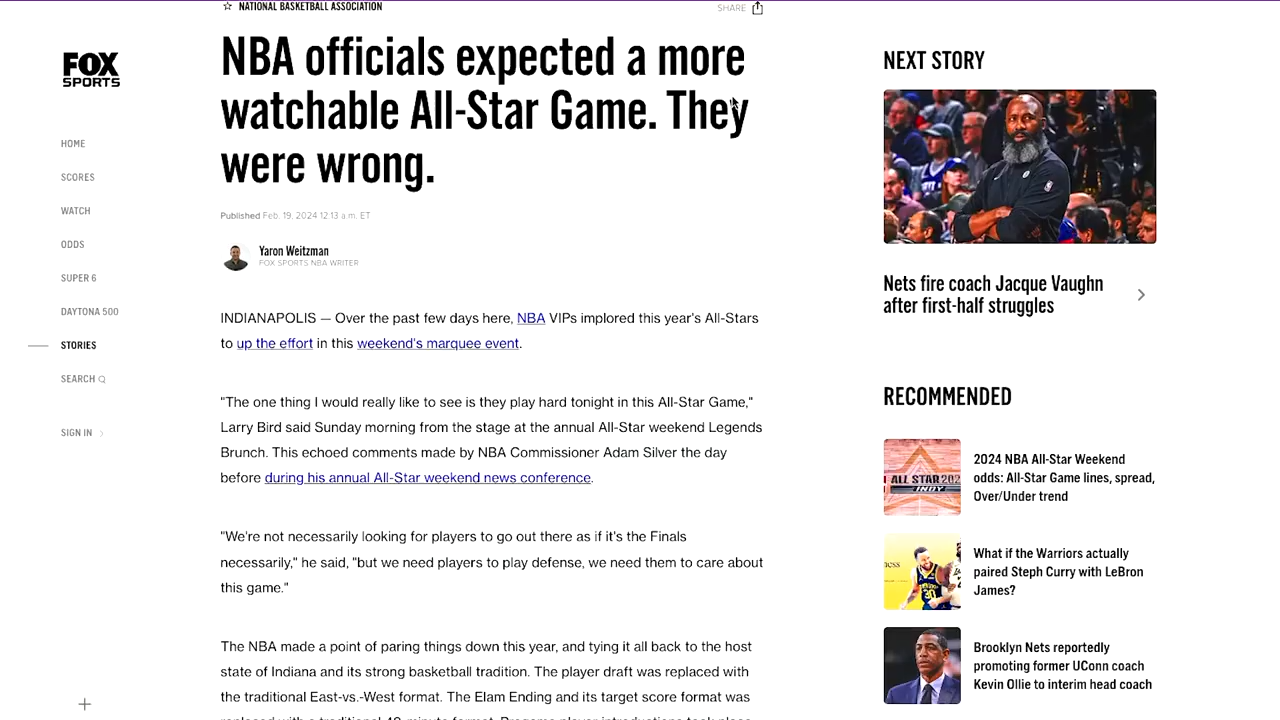 NATIONAL BASKETBALL ASSOCIATION
SHARE
NBA officials expected a more
watchable All-Star Game. They
were wrong.
Published Feb. 19, 2024 12:13 a.m. ET
Yaron Weitzman
FOX SPORTS NBA WRITER
INDIANAPOLIS — Over the past few days here, NBA VIPs implored this year's All-Stars
to up the effort in this weekend's marquee event.
"The one thing I would really like to see is they play hard tonight in this All-Star Game,"
Larry Bird said Sunday morning from the stage at the annual All-Star weekend Legends
Brunch. This echoed comments made by NBA Commissioner Adam Silver the day
before during his annual All-Star weekend news conference.
"We're not necessarily looking for players to go out there as if it's the Finals
necessarily," he said, "but we need players to play defense, we need them to care about
this game."
The NBA made a point of paring things down this year, and tying it all back to the host
state of Indiana and its strong basketball tradition. The player draft was replaced with
the traditional East-vs.-West format. The Elam Ending and its target score format was
FOX
SPORTS
HOME
SCORES
WATCH
ODDS
SUPER 6
DAYTONA 500
STORIES
SEARCH
SIGN IN
NEXT STORY
Nets fire coach Jacque Vaughn
after first-half struggles
RECOMMENDED
ALL STAR 202
INDY
2024 NBA All-Star Weekend
odds: All-Star Game lines, spread,
Over/Under trend
30
What if the Warriors actually
paired Steph Curry with LeBron
James?
Brooklyn Nets reportedly
promoting former UConn coach
Kevin Ollie to interim head coach